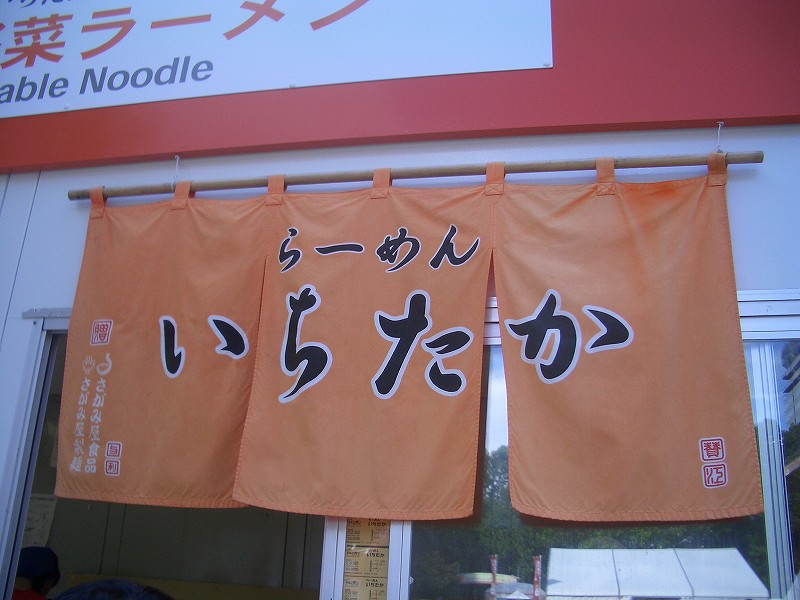 菜ラーメン
able Noodle
らーめん
いちたか
贈
さがみ屋食品
さがみ屋製麺